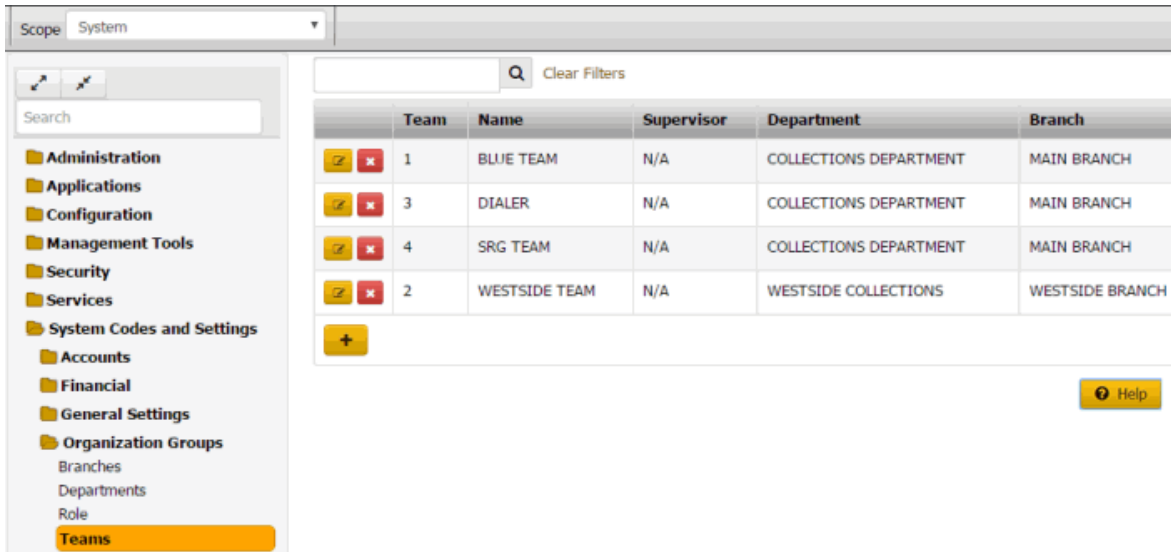 Scope System
Search
Administration
Applications
Configuration
Management Tools
Security
Services
System Codes and Settings
Accounts
Financial
General Settings
Organization Groups
Branches
Departments
Role
Teams
Clear Filters
Team Name Supervisor Department Branch
1 BLUE TEAM N/A COLLECTIONS DEPARTMENT MAIN BRANCH
3 DIALER N/A COLLECTIONS DEPARTMENT MAIN BRANCH
4 SRG TEAM N/A COLLECTIONS DEPARTMENT MAIN BRANCH
2 WESTSIDE TEAM N/A WESTSIDE COLLECTIONS WESTSIDE BRANCH
Help